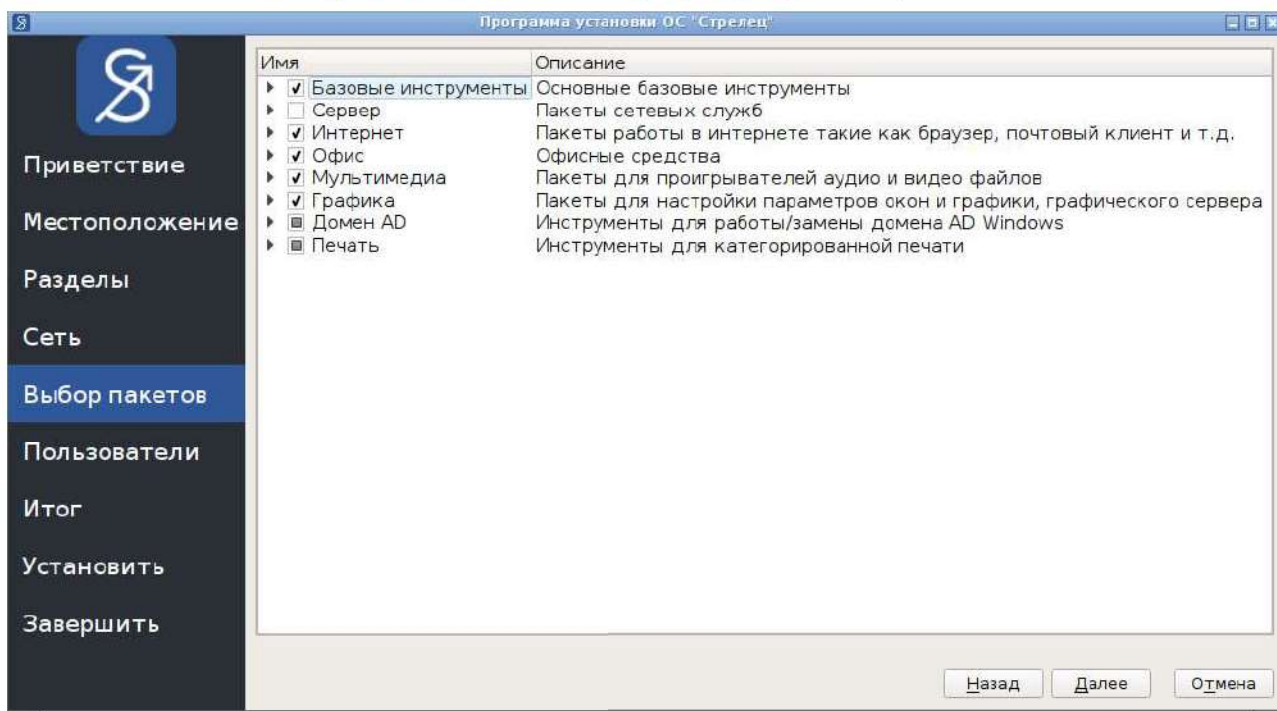 Программа установки ОС "Стрелец"
Приветствие
Местоположение
Разделы
Сеть
Выбор пакетов
Пользователи
Итог
Установить
Завершить
Имя Описание
Базовые инструменты Основные базовые инструменты
Сервер Пакеты сетевых служб
Интернет Пакеты работы в интернете такие как браузер, почтовый клиент и т.д.
Офис Офисные средства
Мультимедиа Пакеты для проигрывателей аудио и видео файлов
Графика Пакеты для настройки параметров окон и графики, графического сервера
Домен AD Инструменты для работы/замены домена AD Windows
Печать Инструменты для категорированной печати
Назад Далее Отмена